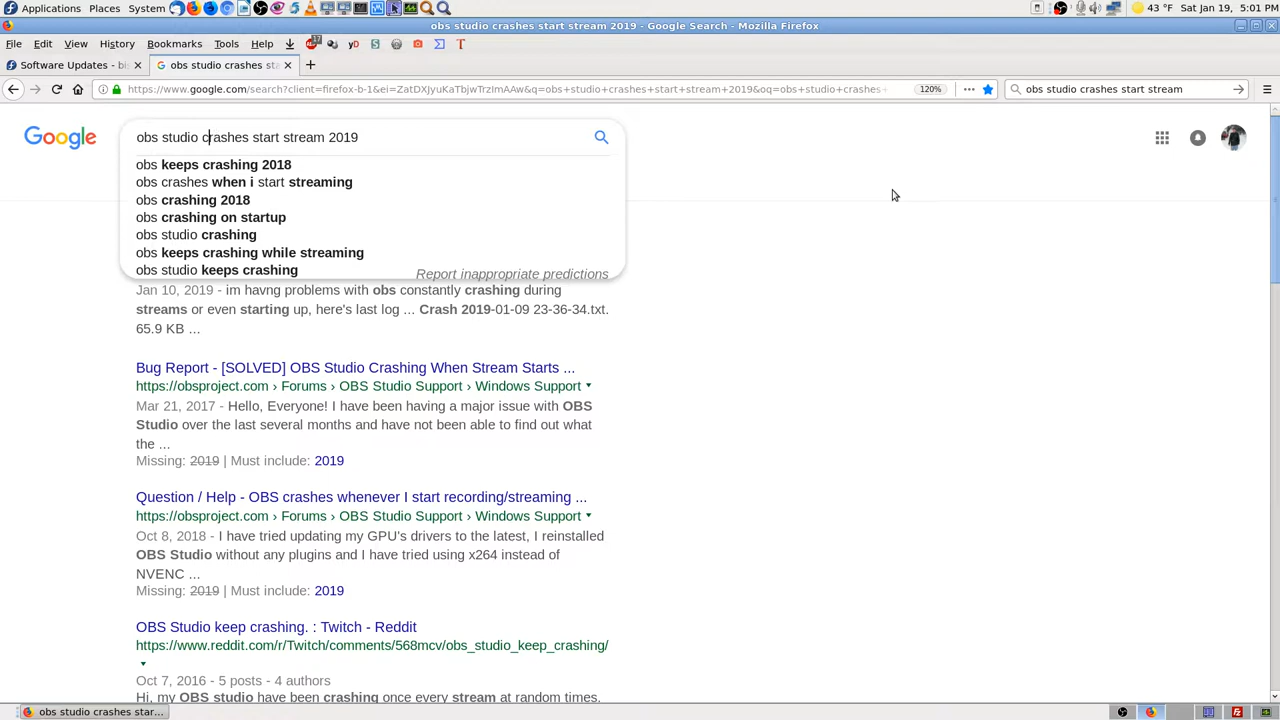 Applications Places System
43 °F Sat Jan 19, 5:01 PM
obs studio crashes start stream 2019 - Google Search - Mozilla Firefox
File Edit View History Bookmarks Tools Help
17
yD
S
T
Software Updates - bi
obs studio crashes sta
https://www.google.com/search?client=firefox-b-1&ei=ZatDXJyuKaTbjwTrzImAAw&q=obs+studio+crashes+start+stream+2019&oq=obs+studio+crashes+
120%
obs studio crashes start stream
Google
obs studio crashes start stream 2019
obs keeps crashing 2018
obs crashes when i start streaming
obs crashing 2018
obs crashing on startup
obs studio crashing
obs keeps crashing while streaming
obs studio keeps crashing
Report inappropriate predictions
Jan 10, 2019 - im havng problems with obs constantly crashing during
streams or even starting up, here's last log ... Crash 2019-01-09 23-36-34.txt.
65.9 KB ...
Bug Report - [SOLVED] OBS Studio Crashing When Stream Starts ...
https://obsproject.com › Forums › OBS Studio Support › Windows Support
Mar 21, 2017 - Hello, Everyone! I have been having a major issue with OBS
Studio over the last several months and have not been able to find out what
the ...
Missing: 2019 | Must include: 2019
Question / Help - OBS crashes whenever I start recording/streaming ...
https://obsproject.com › Forums › OBS Studio Support › Windows Support
Oct 8, 2018 - I have tried updating my GPU's drivers to the latest, I reinstalled
OBS Studio without any plugins and I have tried using x264 instead of
NVENC ...
Missing: 2019 | Must include: 2019
OBS Studio keep crashing. : Twitch - Reddit
https://www.reddit.com/r/Twitch/comments/568mcv/obs_studio_keep_crashing/
Oct 7, 2016 - 5 posts - 4 authors
Hi, my OBS studio have been crashing once every stream at random times.
obs studio crashes star...